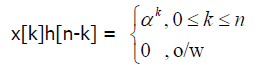 x[k]h[n-k] = { α^k, 0 ≤ k ≤ n
0 , o/w